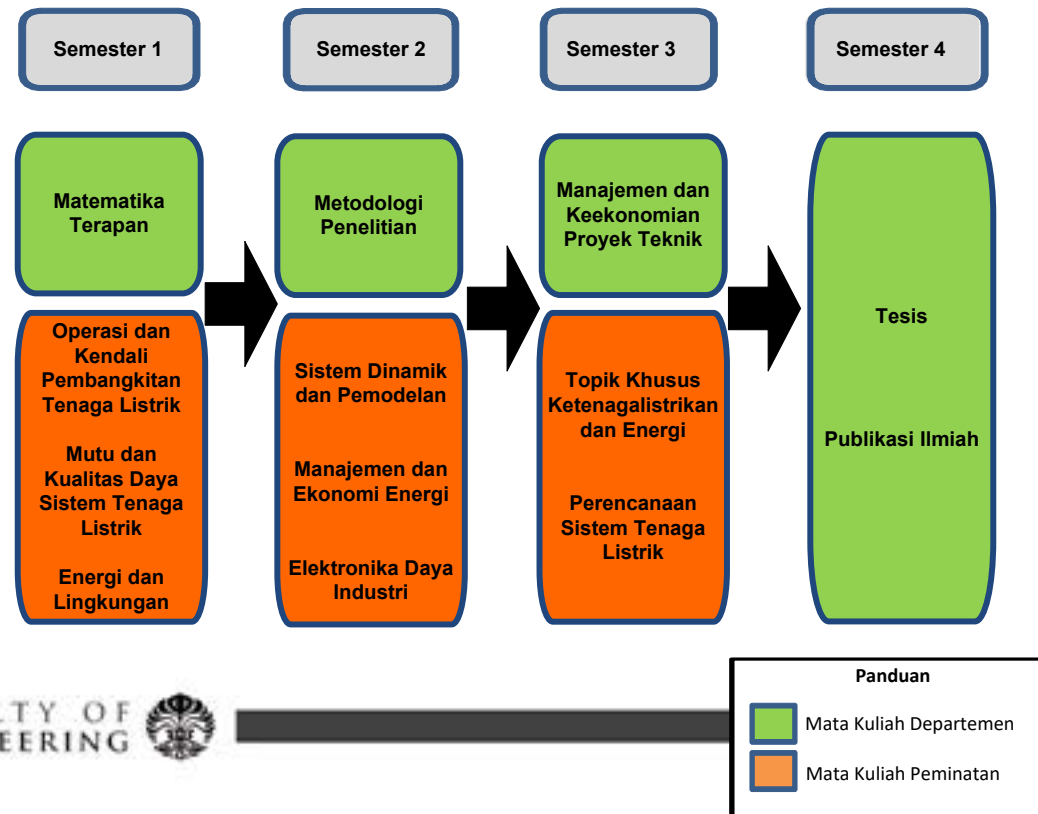 Semester 1
Semester 2
Semester 3
Semester 4
Matematika
Terapan
Metodologi
Penelitian
Manajemen dan
Keekonomian
Proyek Teknik
Operasi dan
Kendali
Pembangkitan
Tenaga Listrik
Mutu dan
Kualitas Daya
Sistem Tenaga
Listrik
Energi dan
Lingkungan
Sistem Dinamik
dan Pemodelan
Manajemen dan
Ekonomi Energi
Elektronika Daya
Industri
Topik Khusus
Ketenagalistrikan
dan Energi
Perencanaan
Sistem Tenaga
Listrik
Tesis
Publikasi Ilmiah
LTY OF
EERING
Panduan
Mata Kuliah Departemen
Mata Kuliah Peminatan